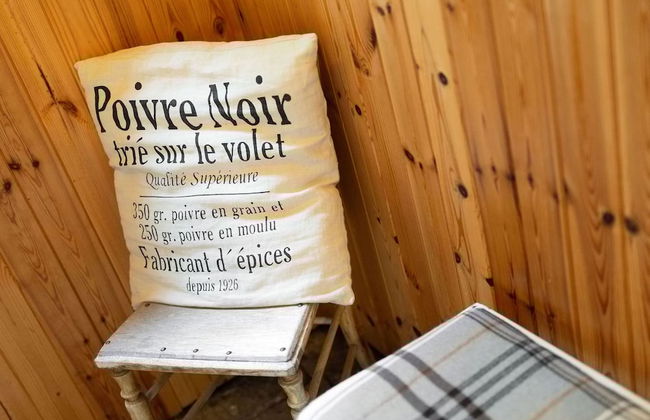 Poivre Noir
trié sur le volet
Qualité Supérieure
350 gr. poivre en grain et
250 gr. poivre en moulu
Fabricant d´épices
depuis 1926